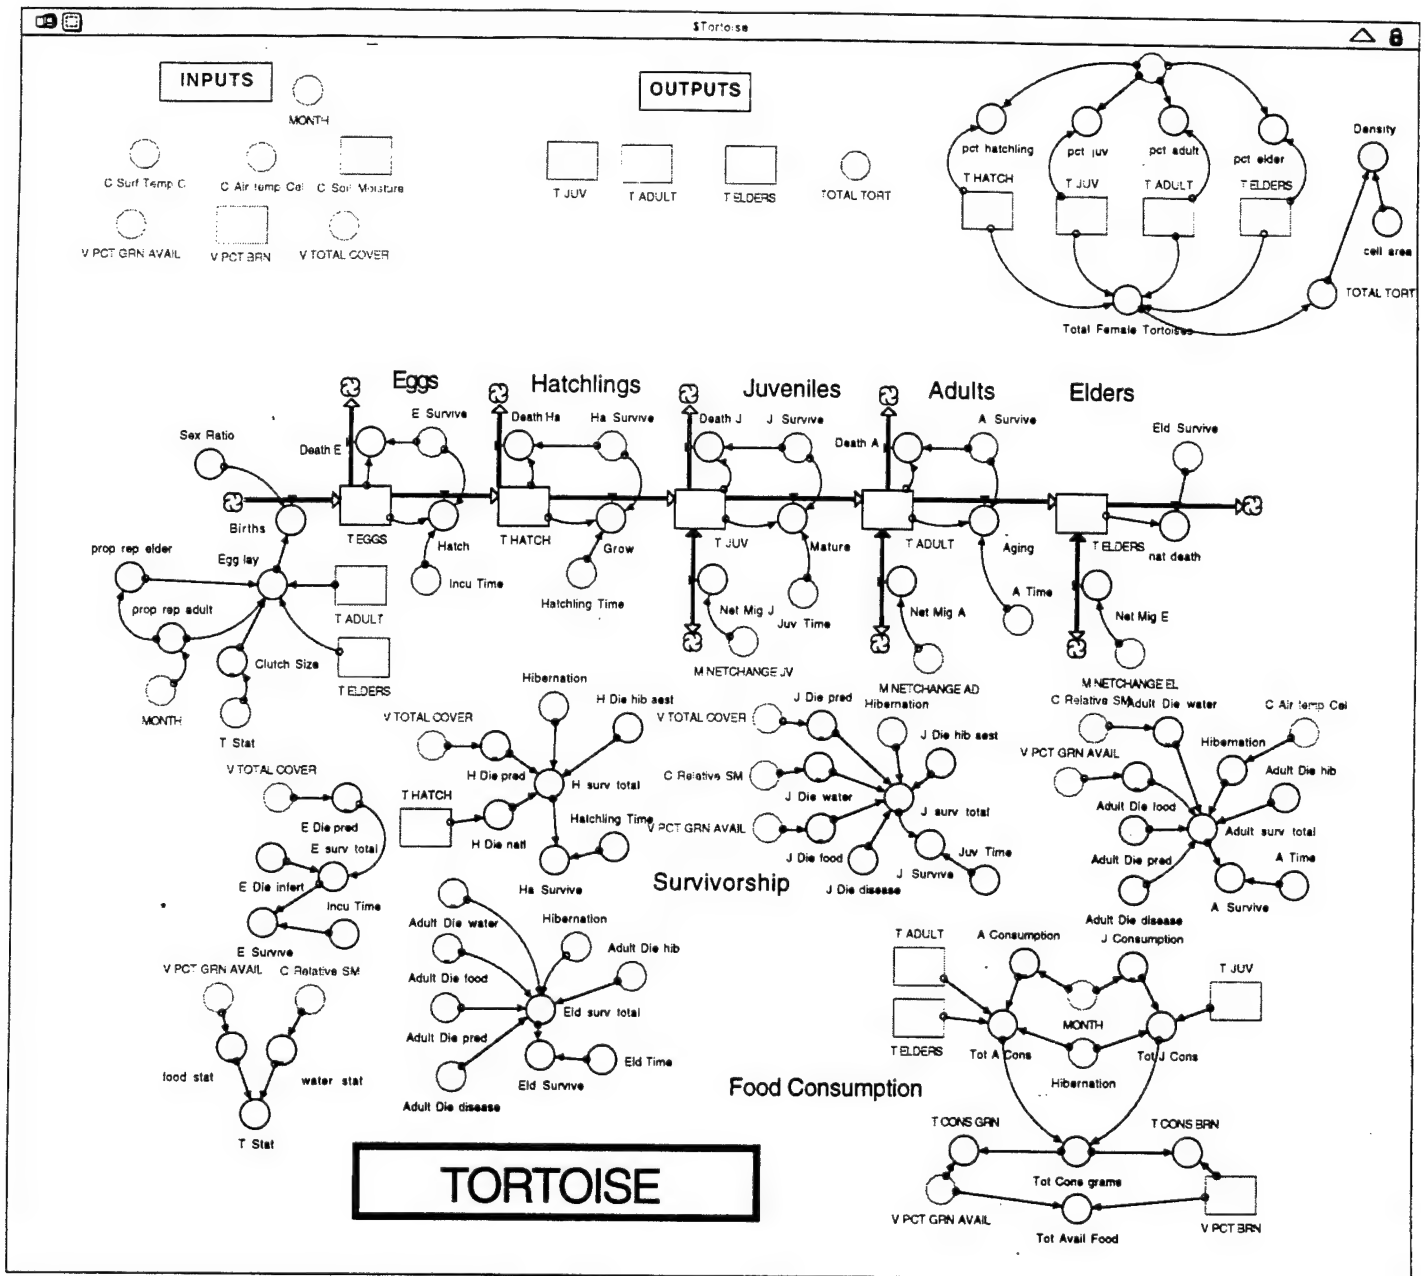 $Tortoise
INPUTS
MONTH
C Surf Temp C
C Air temp Cel
C Soil Moisture
V PCT GRN AVAIL
V PCT BRN
V TOTAL COVER
OUTPUTS
T JUV
T ADULT
T ELDERS
TOTAL TORT
pct hatchling
pct juv
pct adult
pct elder
Density
T HATCH
T JUV
T ADULT
T ELDERS
cell area
TOTAL TORT
Total Female Tortoises
Eggs
Hatchlings
Juveniles
Adults
Elders
Sex Ratio
Death E
E Survive
Death Ha
Ha Survive
Death J
J Survive
Death A
A Survive
Eld Survive
Births
T EGGS
Hatch
T HATCH
Grow
T JUV
Mature
T ADULT
Aging
T ELDERS
nat death
prop rep elder
Egg lay
Incu Time
Hatchling Time
Net Mig J
Juv Time
Net Mig A
A Time
Net Mig E
prop rep adult
T ADULT
Clutch Size
T ELDERS
M NETCHANGE JV
M NETCHANGE AD
M NETCHANGE EL
MONTH
T Stat
V TOTAL COVER
E Die pred
E surv total
E Die infert
Incu Time
E Survive
Hibernation
V TOTAL COVER
H Die hib aest
H Die pred
H surv total
T HATCH
H Die natl
Hatchling Time
Ha Survive
J Die pred
Hibernation
V TOTAL COVER
J Die hib aest
C Relative SM
J Die water
J surv total
V PCT GRN AVAIL
J Die food
J Die disease
J Survive
Juv Time
C Relative SM
Adult Die water
C Air temp Cel
V PCT GRN AVAIL
Hibernation
Adult Die hib
Adult Die food
Adult surv total
Adult Die pred
A Time
Adult Die disease
A Survive
Survivorship
V PCT GRN AVAIL
C Relative SM
food stat
water stat
T Stat
Adult Die water
Hibernation
Adult Die food
Adult Die hib
Adult Die pred
Eld surv total
Adult Die disease
Eld Survive
Eld Time
T ADULT
A Consumption
J Consumption
T JUV
T ELDERS
MONTH
Tot A Cons
Tot J Cons
Hibernation
Food Consumption
T CONS GRN
T CONS BRN
Tot Cons grams
V PCT GRN AVAIL
V PCT BRN
Tot Avail Food
TORTOISE